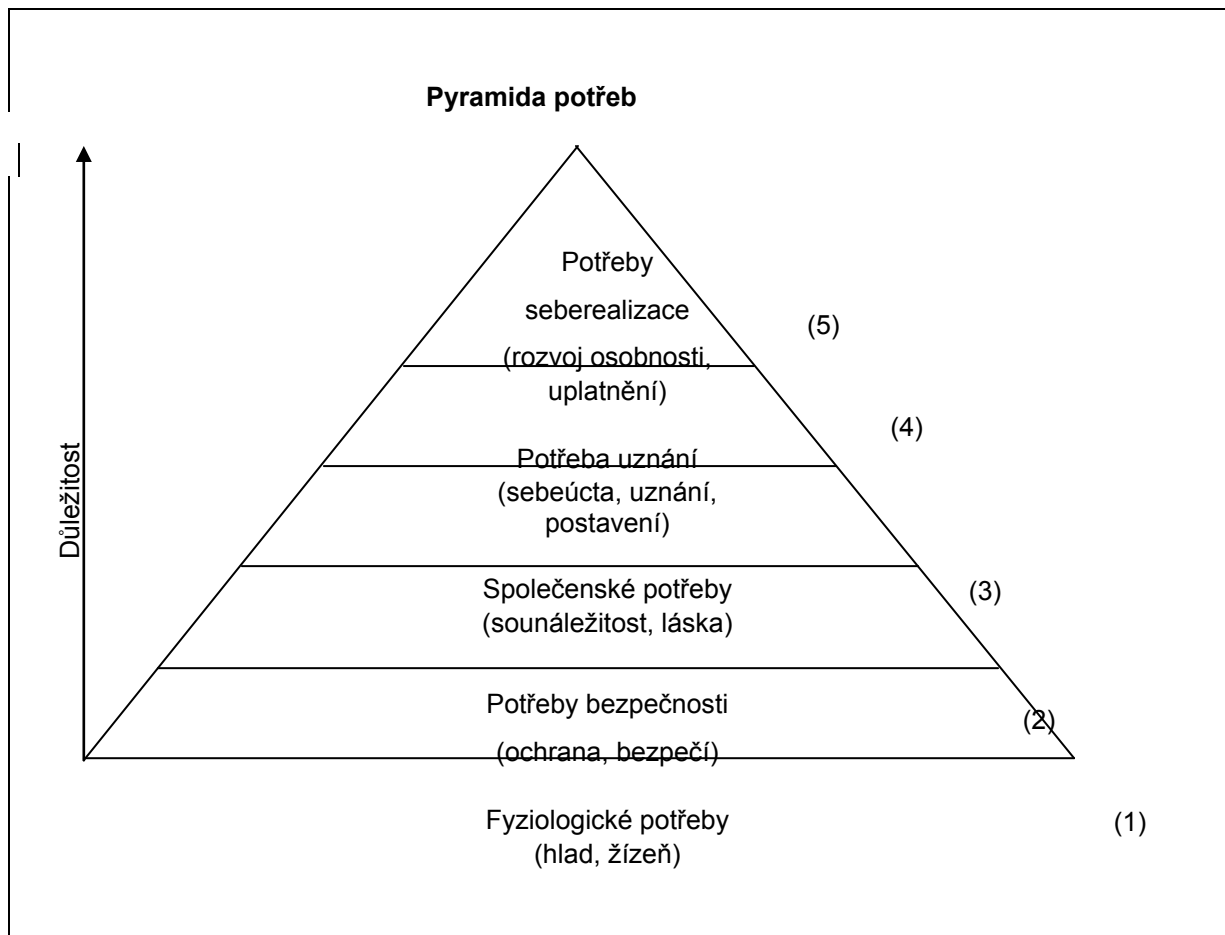 Pyramida potřeb
Potřeby
seberealizace
(5)
(rozvoj osobnosti,
uplatnění)
(4)
Potřeba uznání
(sebeúcta, uznání,
postavení)
Důležitost
Společenské potřeby
(3)
(sounáležitost, láska)
Potřeby bezpečnosti
(2)
(ochrana, bezpečí)
Fyziologické potřeby
(1)
(hlad, žízeň)